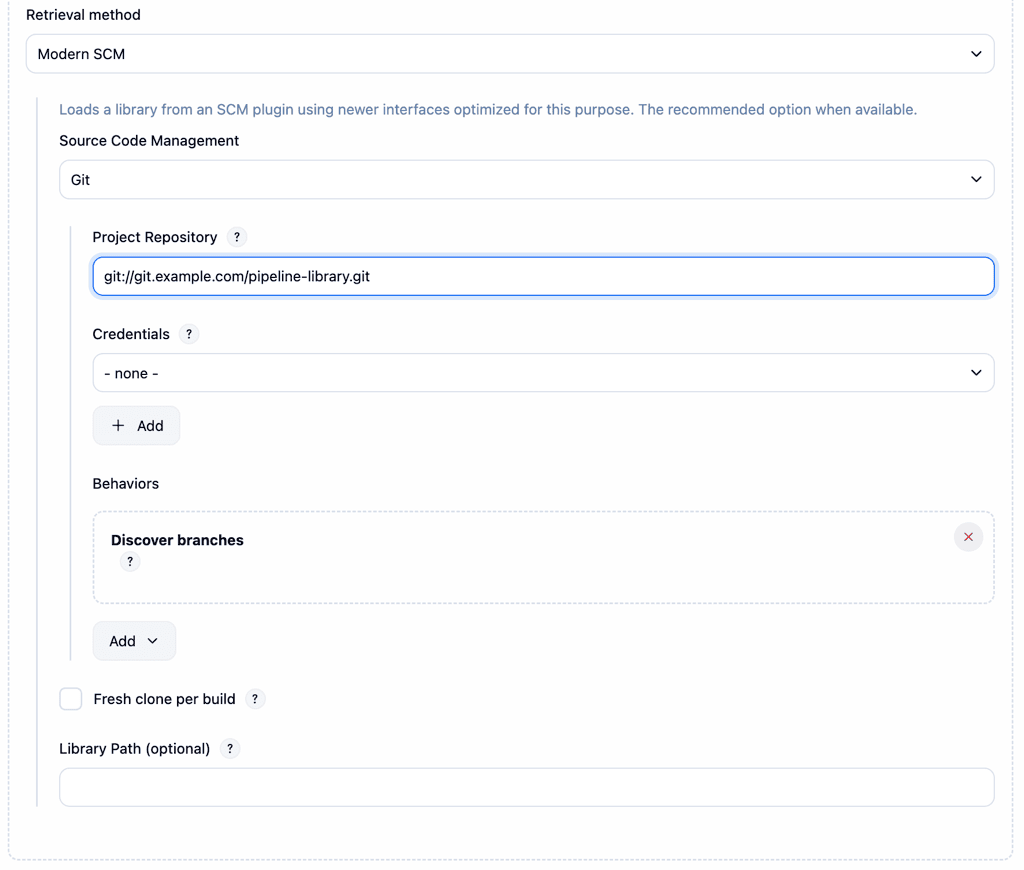 Retrieval method
Modern SCM
Loads a library from an SCM plugin using newer interfaces optimized for this purpose. The recommended option when available.
Source Code Management
Git
Project Repository ?
git://git.example.com/pipeline-library.git
Credentials ?
- none -
+ Add
Behaviors
Discover branches
?
Add
Fresh clone per build ?
Library Path (optional) ?